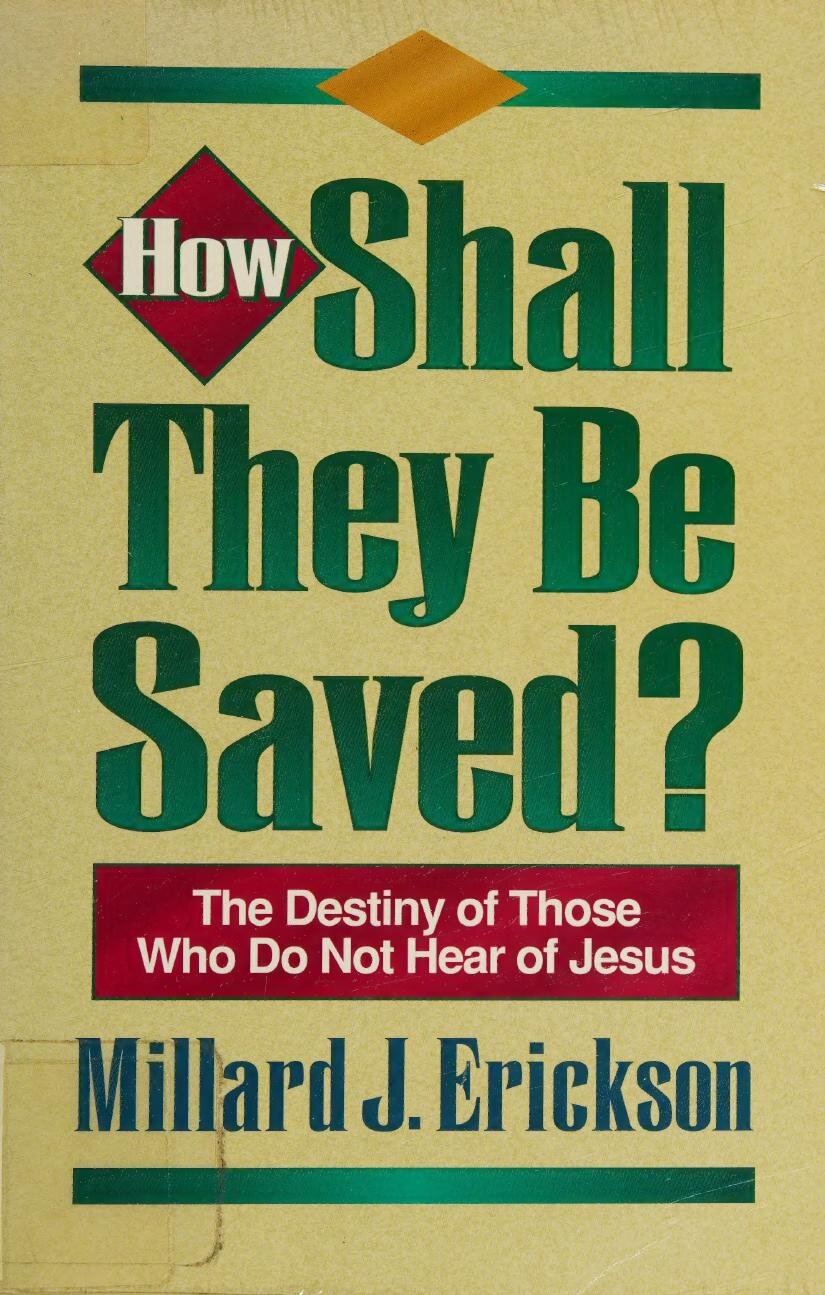 How Shall
They Be
Saved?
The Destiny of Those
Who Do Not Hear of Jesus
Millard J. Erickson